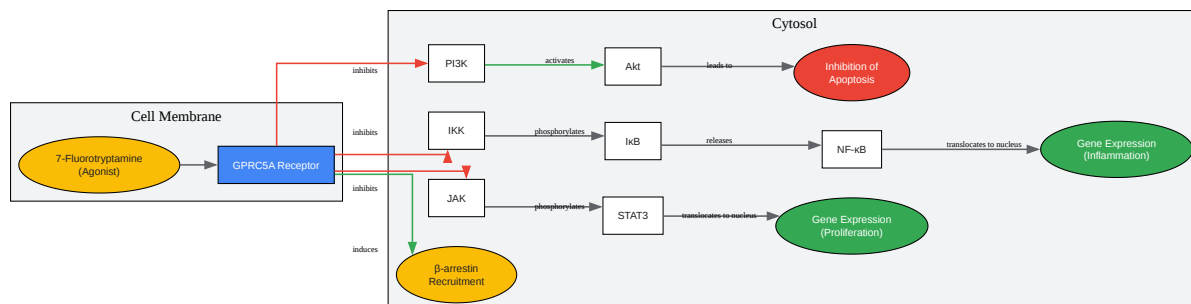 Cytosol
PI3K
activates
Akt
leads to
Inhibition of
Apoptosis
inhibits
Cell Membrane
7-Fluorotryptamine
(Agonist)
GPRC5A Receptor
inhibits
IKK
phosphorylates
IκB
releases
NF-κB
translocates to nucleus
Gene Expression
(Inflammation)
inhibits
JAK
phosphorylates
STAT3
translocates to nucleus
Gene Expression
(Proliferation)
induces
β-arrestin
Recruitment